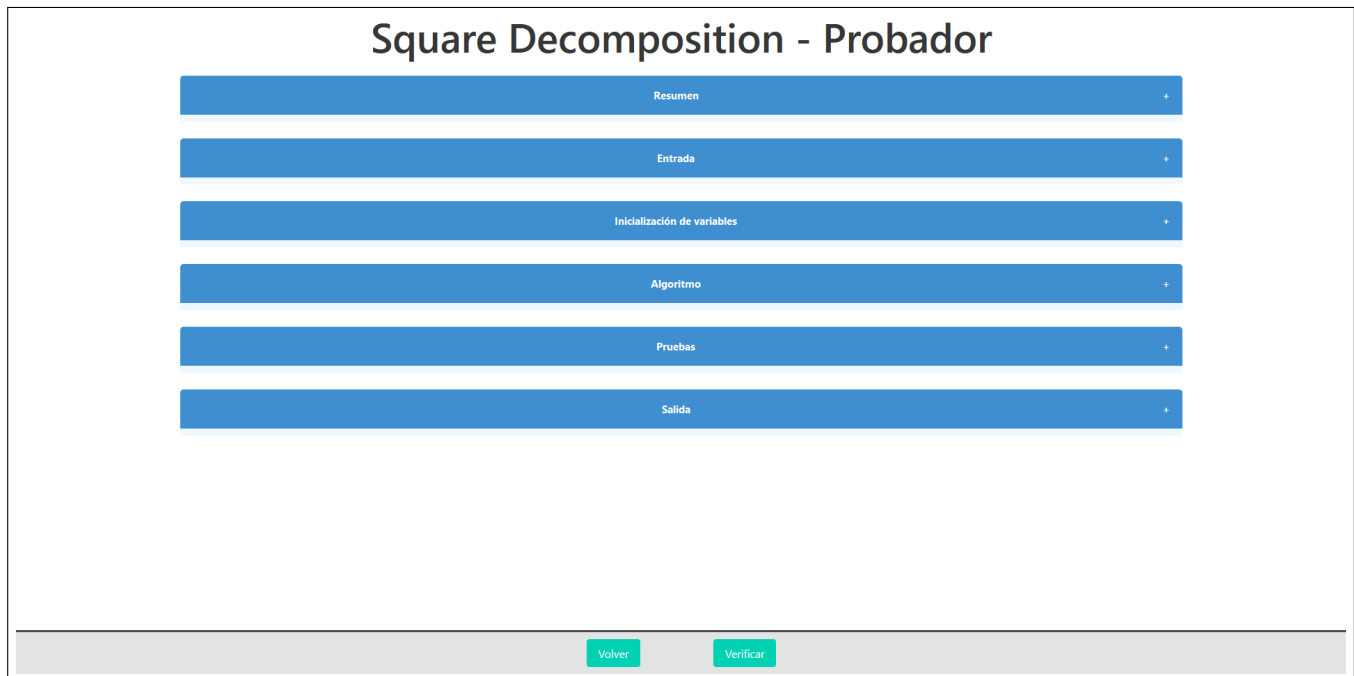 Square Decomposition - Probador
Resumen +
Entrada +
Inicialización de variables +
Algoritmo +
Pruebas +
Salida +
Volver Verificar